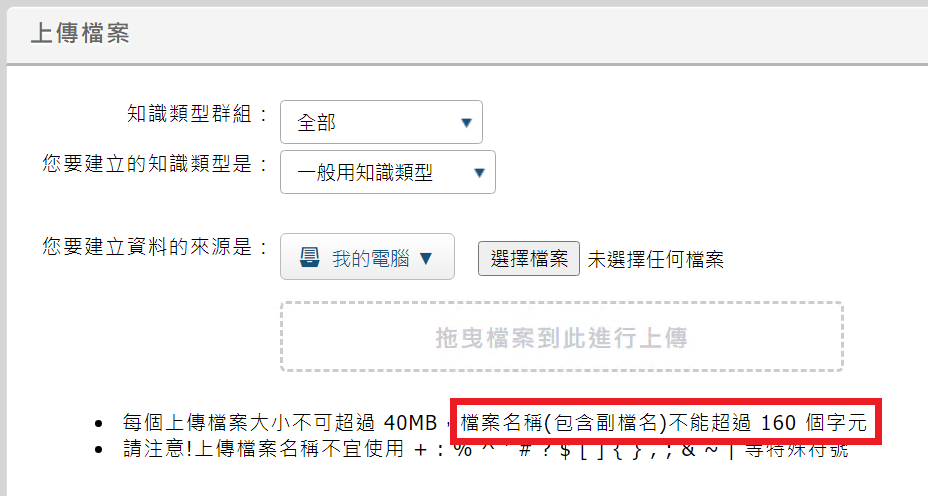 上傳檔案
知識類型群組： 全部 ▼
您要建立的知識類型是： 一般用知識類型 ▼
您要建立資料的來源是： 我的電腦 ▼ 選擇檔案 未選擇任何檔案
拖曳檔案到此進行上傳
• 每個上傳檔案大小不可超過 40MB，檔案名稱(包含副檔名)不能超過 160 個字元
• 請注意!上傳檔案名稱不宜使用 + : % ^ ' # ? $ [ ] { } , ; & ~ | 等特殊符號